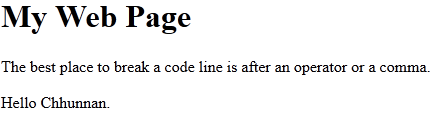 My Web Page
The best place to break a code line is after an operator or a comma.
Hello Chhunnan.